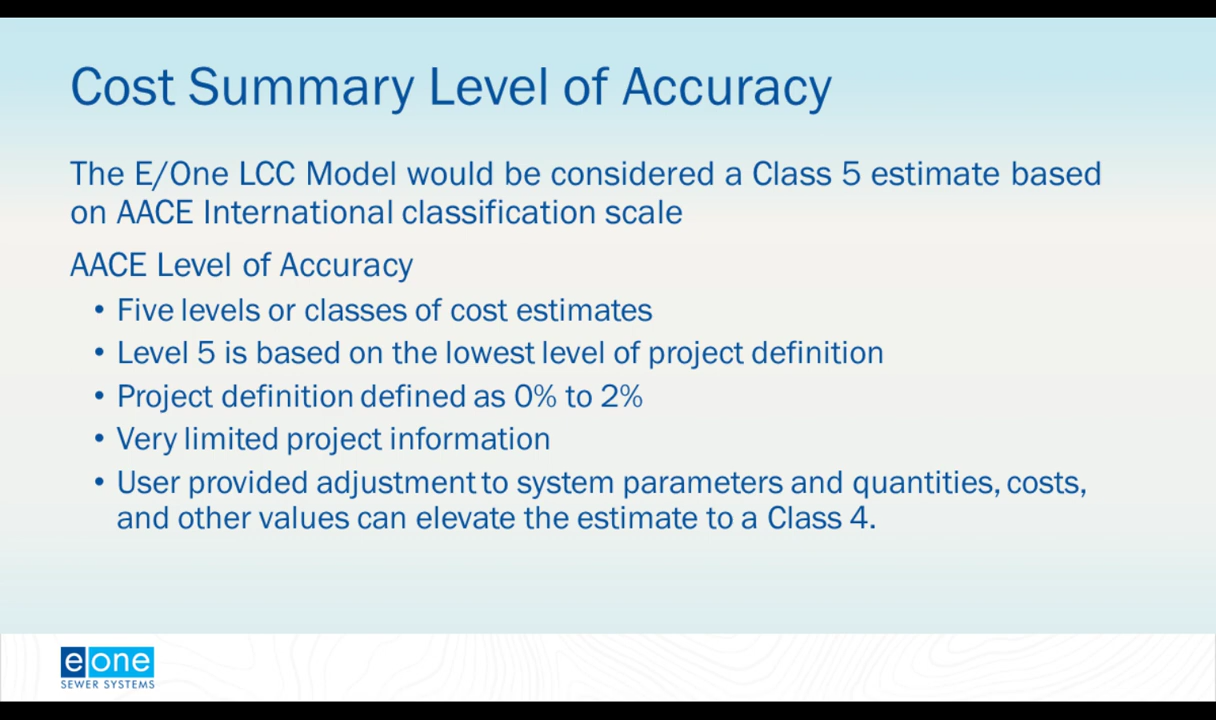 Cost Summary Level of Accuracy
The E/One LCC Model would be considered a Class 5 estimate based
on AACE International classification scale
AACE Level of Accuracy
• Five levels or classes of cost estimates
• Level 5 is based on the lowest level of project definition
• Project definition defined as 0% to 2%
• Very limited project information
• User provided adjustment to system parameters and quantities, costs,
and other values can elevate the estimate to a Class 4.
e|one
SEWER SYSTEMS